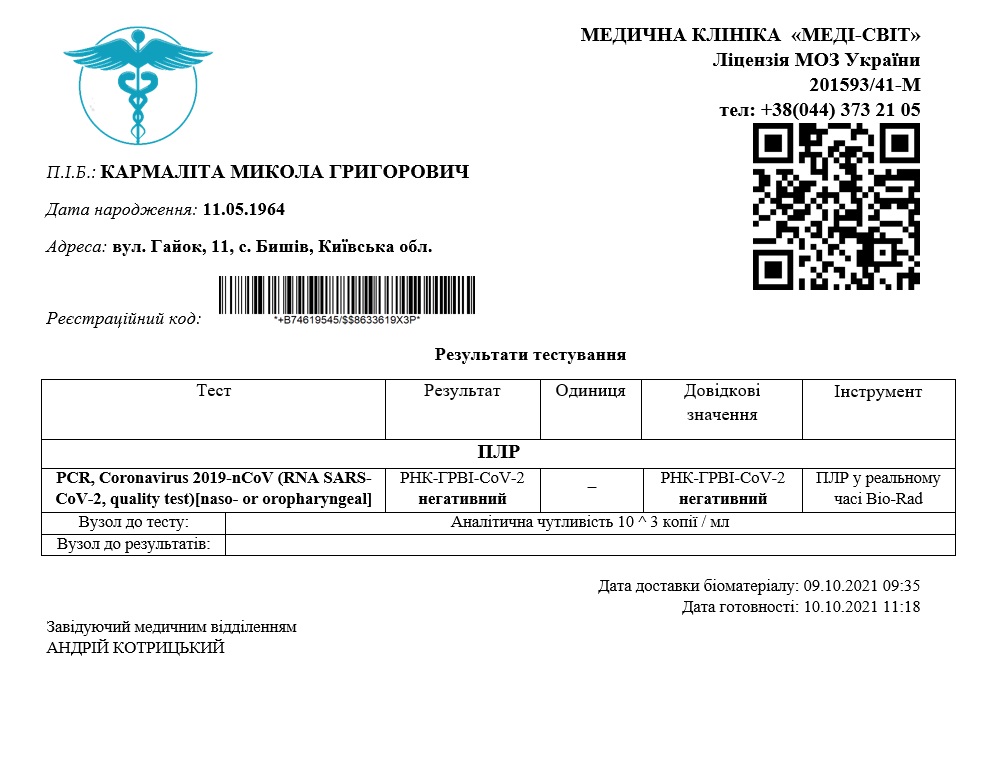 МЕДИЧНА КЛІНІКА «МЕДІ-СВІТ»
Ліцензія МОЗ України
201593/41-М
тел: +38(044) 373 21 05
П.І.Б.: КАРМАЛІТА МИКОЛА ГРИГОРОВИЧ
Дата народження: 11.05.1964
Адреса: вул. Гайок, 11, с. Бишів, Київська обл.
Реєстраційний код:
*+B74619545/$$8633619X3P*
Результати тестування
Тест
Результат
Одиниця
Довідкові
значення
Інструмент
ПЛР
PCR, Coronavirus 2019-nCoV (RNA SARS-
CoV-2, quality test)[naso- or oropharyngeal]
РНК-ГРВІ-CoV-2
негативний
–
РНК-ГРВІ-CoV-2
негативний
ПЛР у реальному
часі Bio-Rad
Вузол до тесту:
Аналітична чутливість 10 ^ 3 копії / мл
Вузол до результатів:
Дата доставки біоматеріалу: 09.10.2021 09:35
Дата готовності: 10.10.2021 11:18
Завідуючий медичним відділенням
АНДРІЙ КОТРИЦЬКИЙ